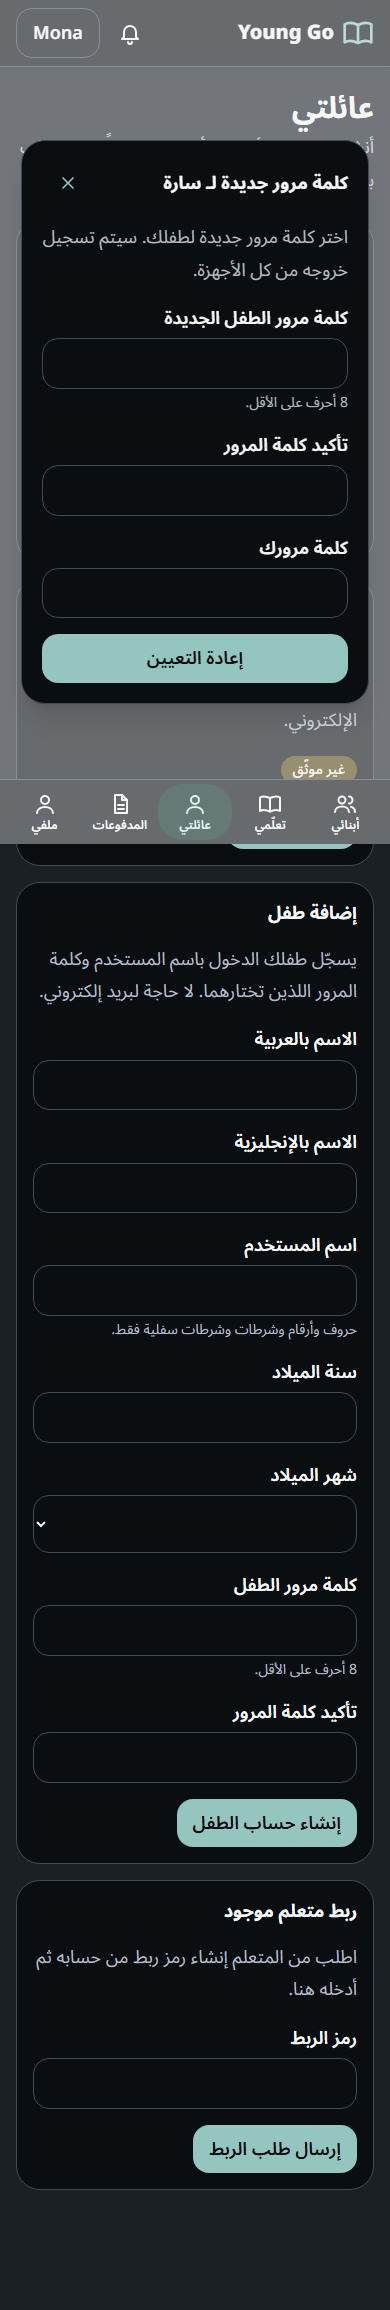 Young Go
Mona
عائلتي
كلمة مرور جديدة لـ سارة
اختر كلمة مرور جديدة لطفلك. سيتم تسجيل
خروجه من كل الأجهزة.
كلمة مرور الطفل الجديدة
8 أحرف على الأقل.
تأكيد كلمة المرور
كلمة مرورك
إعادة التعيين
الإلكتروني.
غير موثّق
أبنائي
تعلّمي
عائلتي
المدفوعات
ملفي
إضافة طفل
يسجّل طفلك الدخول باسم المستخدم وكلمة
المرور اللذين تختارهما. لا حاجة لبريد إلكتروني.
الاسم بالعربية
الاسم بالإنجليزية
اسم المستخدم
حروف وأرقام وشرطات وشرطات سفلية فقط.
سنة الميلاد
شهر الميلاد
كلمة مرور الطفل
8 أحرف على الأقل.
تأكيد كلمة المرور
إنشاء حساب الطفل
ربط متعلم موجود
اطلب من المتعلم إنشاء رمز ربط من حسابه ثم
أدخله هنا.
رمز الربط
إرسال طلب الربط